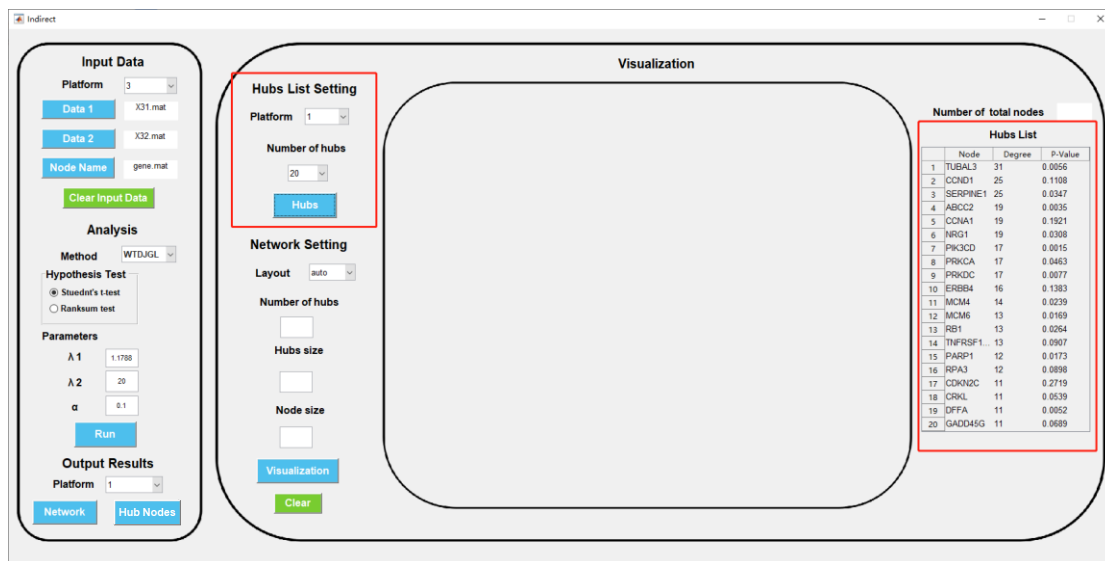 Indirect
Input Data
Platform 3
Data 1 X31.mat
Data 2 X32.mat
Node Name gene.mat
Clear Input Data
Analysis
Method WTDJGL
Hypothesis Test
Stuednt's t-test
Ranksum test
Parameters
λ 1 1.1788
λ 2 20
α 0.1
Run
Output Results
Platform 1
Network Hub Nodes
Hubs List Setting
Platform 1
Number of hubs
20
Hubs
Network Setting
Layout auto
Number of hubs
Hubs size
Node size
Visualization
Clear
Visualization
Number of total nodes
Hubs List
Node Degree P-Value
1 TUBAL3 31 0.0056
2 CCND1 25 0.1108
3 SERPINE1 25 0.0347
4 ABCC2 19 0.0035
5 CCNA1 19 0.1921
6 NRG1 19 0.0308
7 PIK3CD 17 0.0015
8 PRKCA 17 0.0463
9 PRKDC 17 0.0077
10 ERBB4 16 0.1383
11 MCM4 14 0.0239
12 MCM6 13 0.0169
13 RB1 13 0.0264
14 TNFRSF1... 13 0.0907
15 PARP1 12 0.0173
16 RPA3 12 0.0898
17 CDKN2C 11 0.2719
18 CRKL 11 0.0539
19 DFFA 11 0.0052
20 GADD45G 11 0.0689